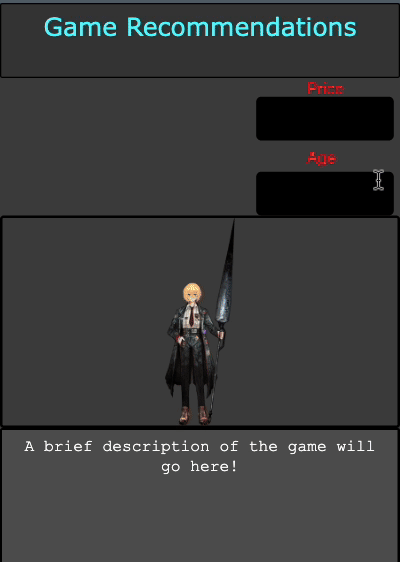 Game Recommendations
Price
Age
A brief description of the game will
go here!